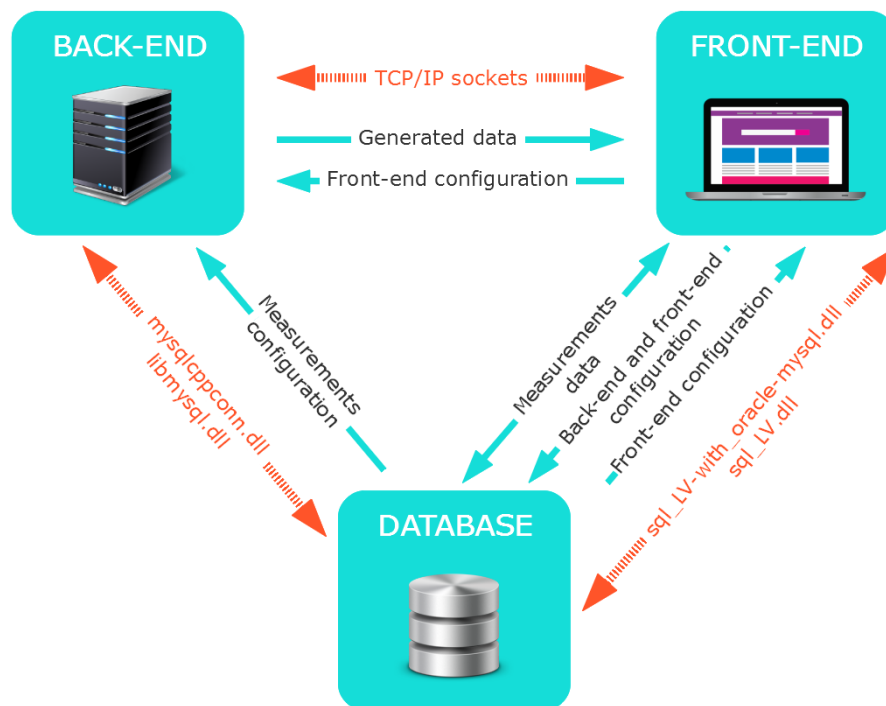 BACK-END
FRONT-END
TCP/IP sockets
Generated data
Front-end configuration
mysqlcppconn.dll
libmysql.dll
Measurements
configuration
Measurements
data
Back-end and front-end
configuration
Front-end configuration
sql_LV-with_oracle-mysql.dll
sql_LV.dll
DATABASE